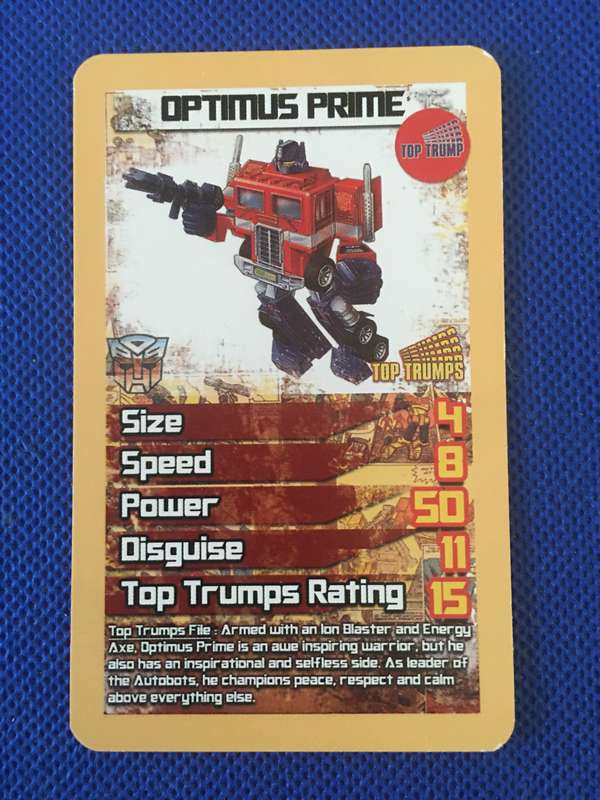 OPTIMUS PRIME
TOP TRUMP
TOP TRUMPS
Size 4
Speed 8
Power 50
Disguise 11
Top Trumps Rating 15
Top Trumps File : Armed with an Ion Blaster and Energy
Axe, Optimus Prime is an awe inspiring warrior, but he
also has an inspirational and selfless side. As leader of
the Autobots, he champions peace, respect and calm
above everything else.